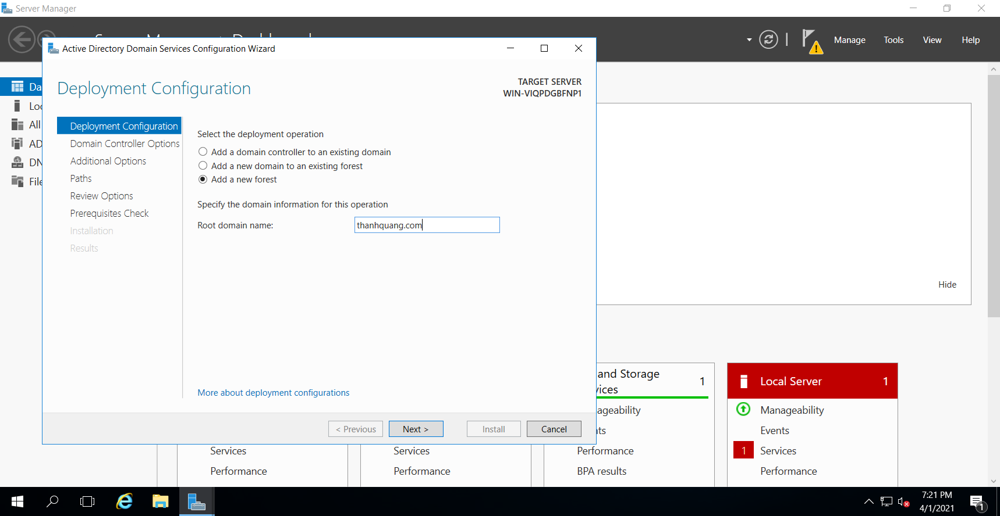 Server Manager
Manage
Tools
View
Help
Active Directory Domain Services Configuration Wizard
Deployment Configuration
TARGET SERVER
WIN-VIQPDGBFNP1
Deployment Configuration
Domain Controller Options
Additional Options
Paths
Review Options
Prerequisites Check
Installation
Results
Select the deployment operation
Add a domain controller to an existing domain
Add a new domain to an existing forest
Add a new forest
Specify the domain information for this operation
Root domain name:
thanhquang.com
More about deployment configurations
< Previous
Next >
Install
Cancel
Da
Loc
All
AD
DN
File
Hide
and Storage
vices
1
ageability
nts
Performance
BPA results
Local Server
1
Manageability
Events
1
Services
Performance
Services
Performance
Services
Performance
7:21 PM
4/1/2021
1